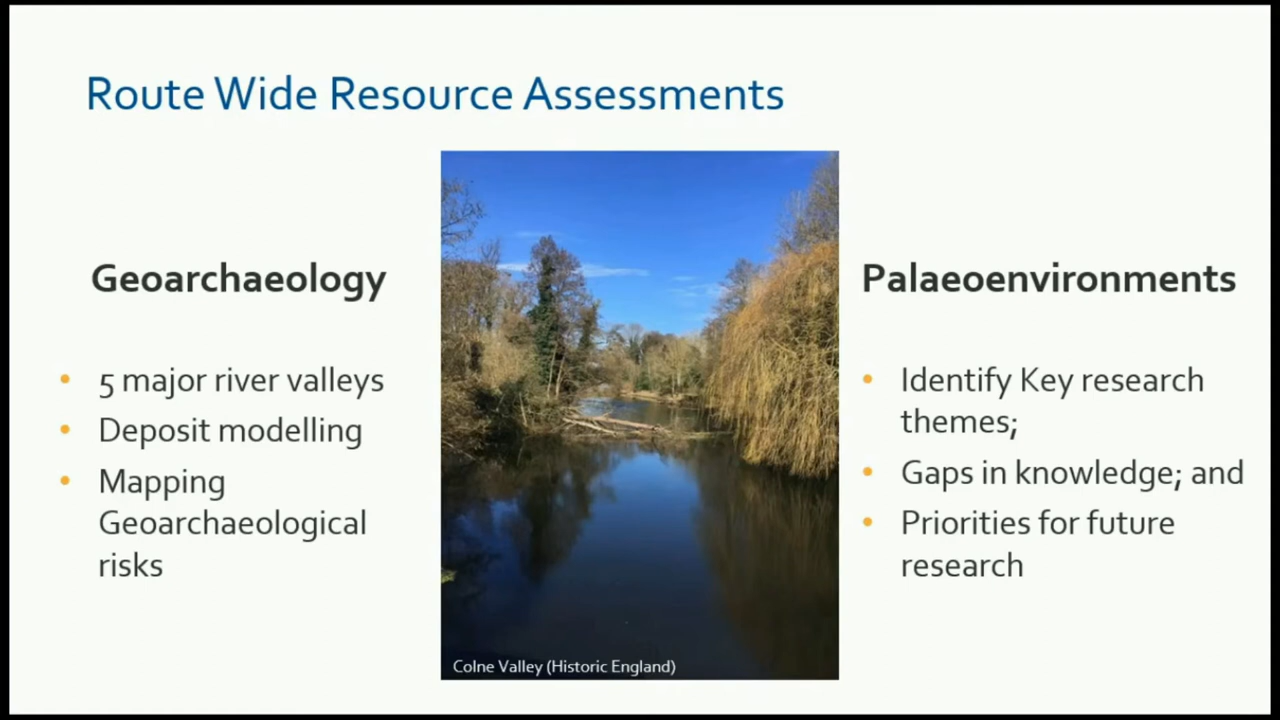 Route Wide Resource Assessments
Geoarchaeology
• 5 major river valleys
• Deposit modelling
• Mapping
Geoarchaeological
risks
Colne Valley (Historic England)
Palaeoenvironments
• Identify Key research
themes;
• Gaps in knowledge; and
• Priorities for future
research